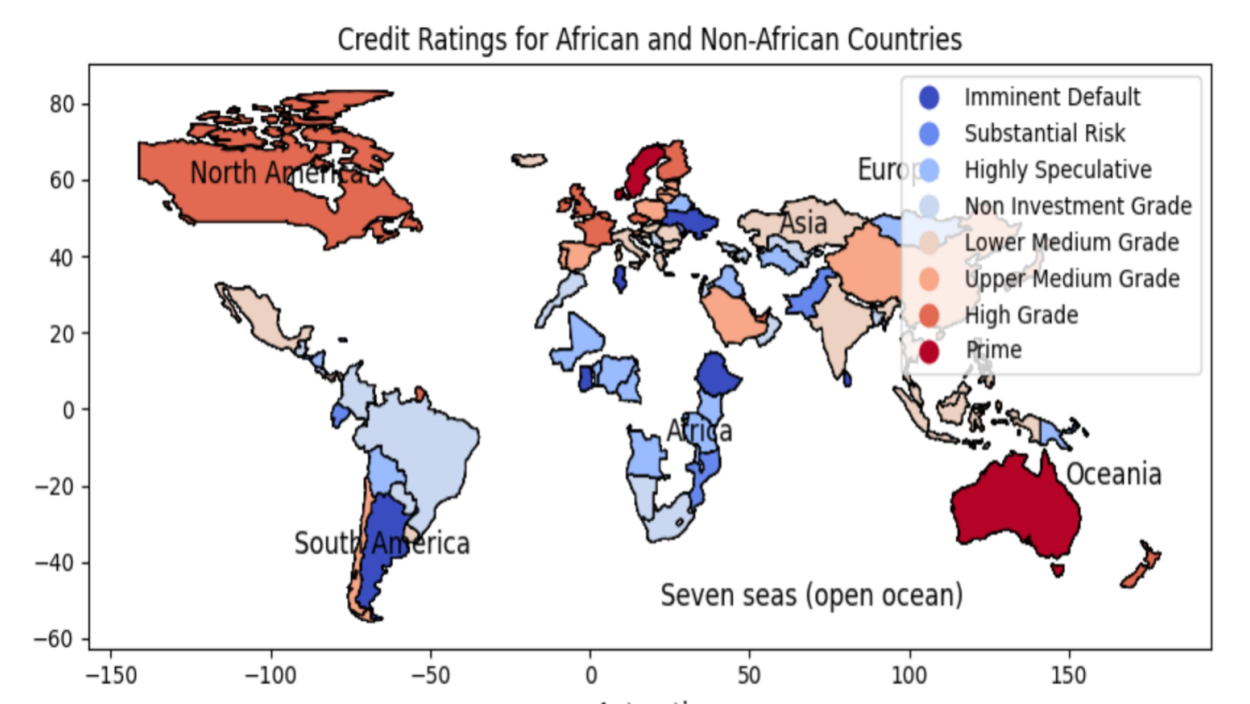 Credit Ratings for African and Non-African Countries
80
60
40
20
0
−20
−40
−60
−150
−100
−50
0
50
100
150
North America
South America
Africa
Asia
Oceania
Seven seas (open ocean)
Imminent Default
Substantial Risk
Highly Speculative
Non Investment Grade
Lower Medium Grade
Upper Medium Grade
High Grade
Prime